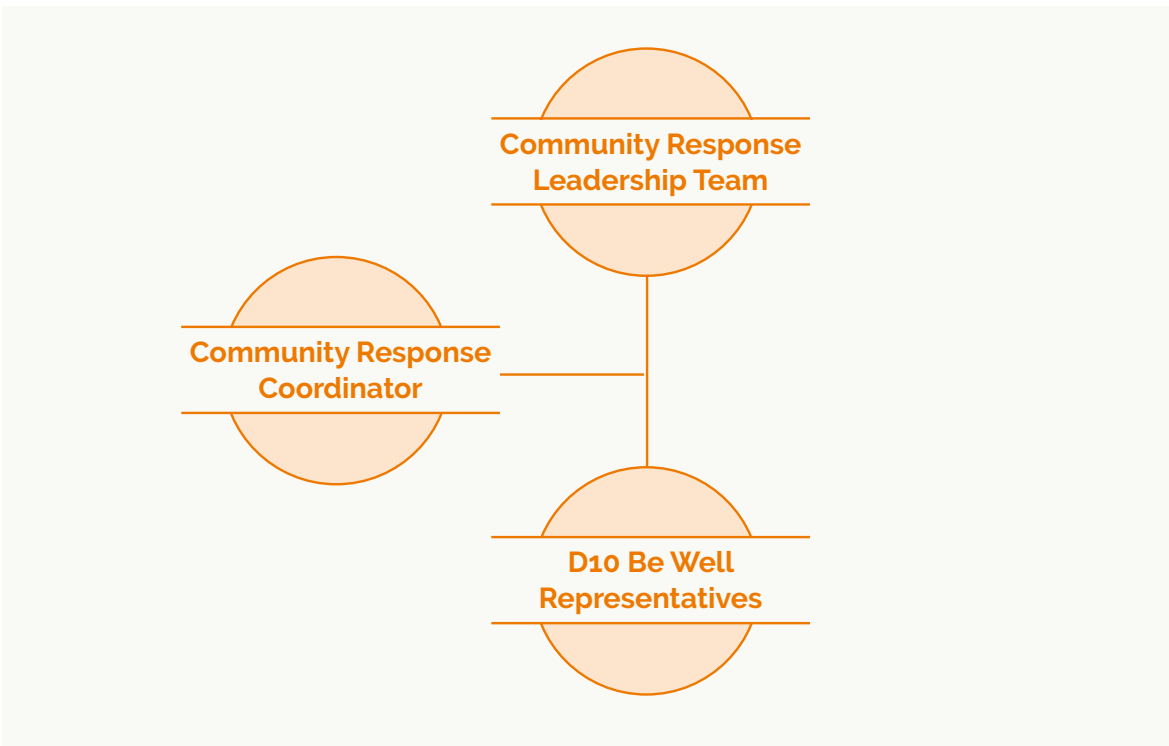 Community Response
Leadership Team
Community Response
Coordinator
D10 Be Well
Representatives